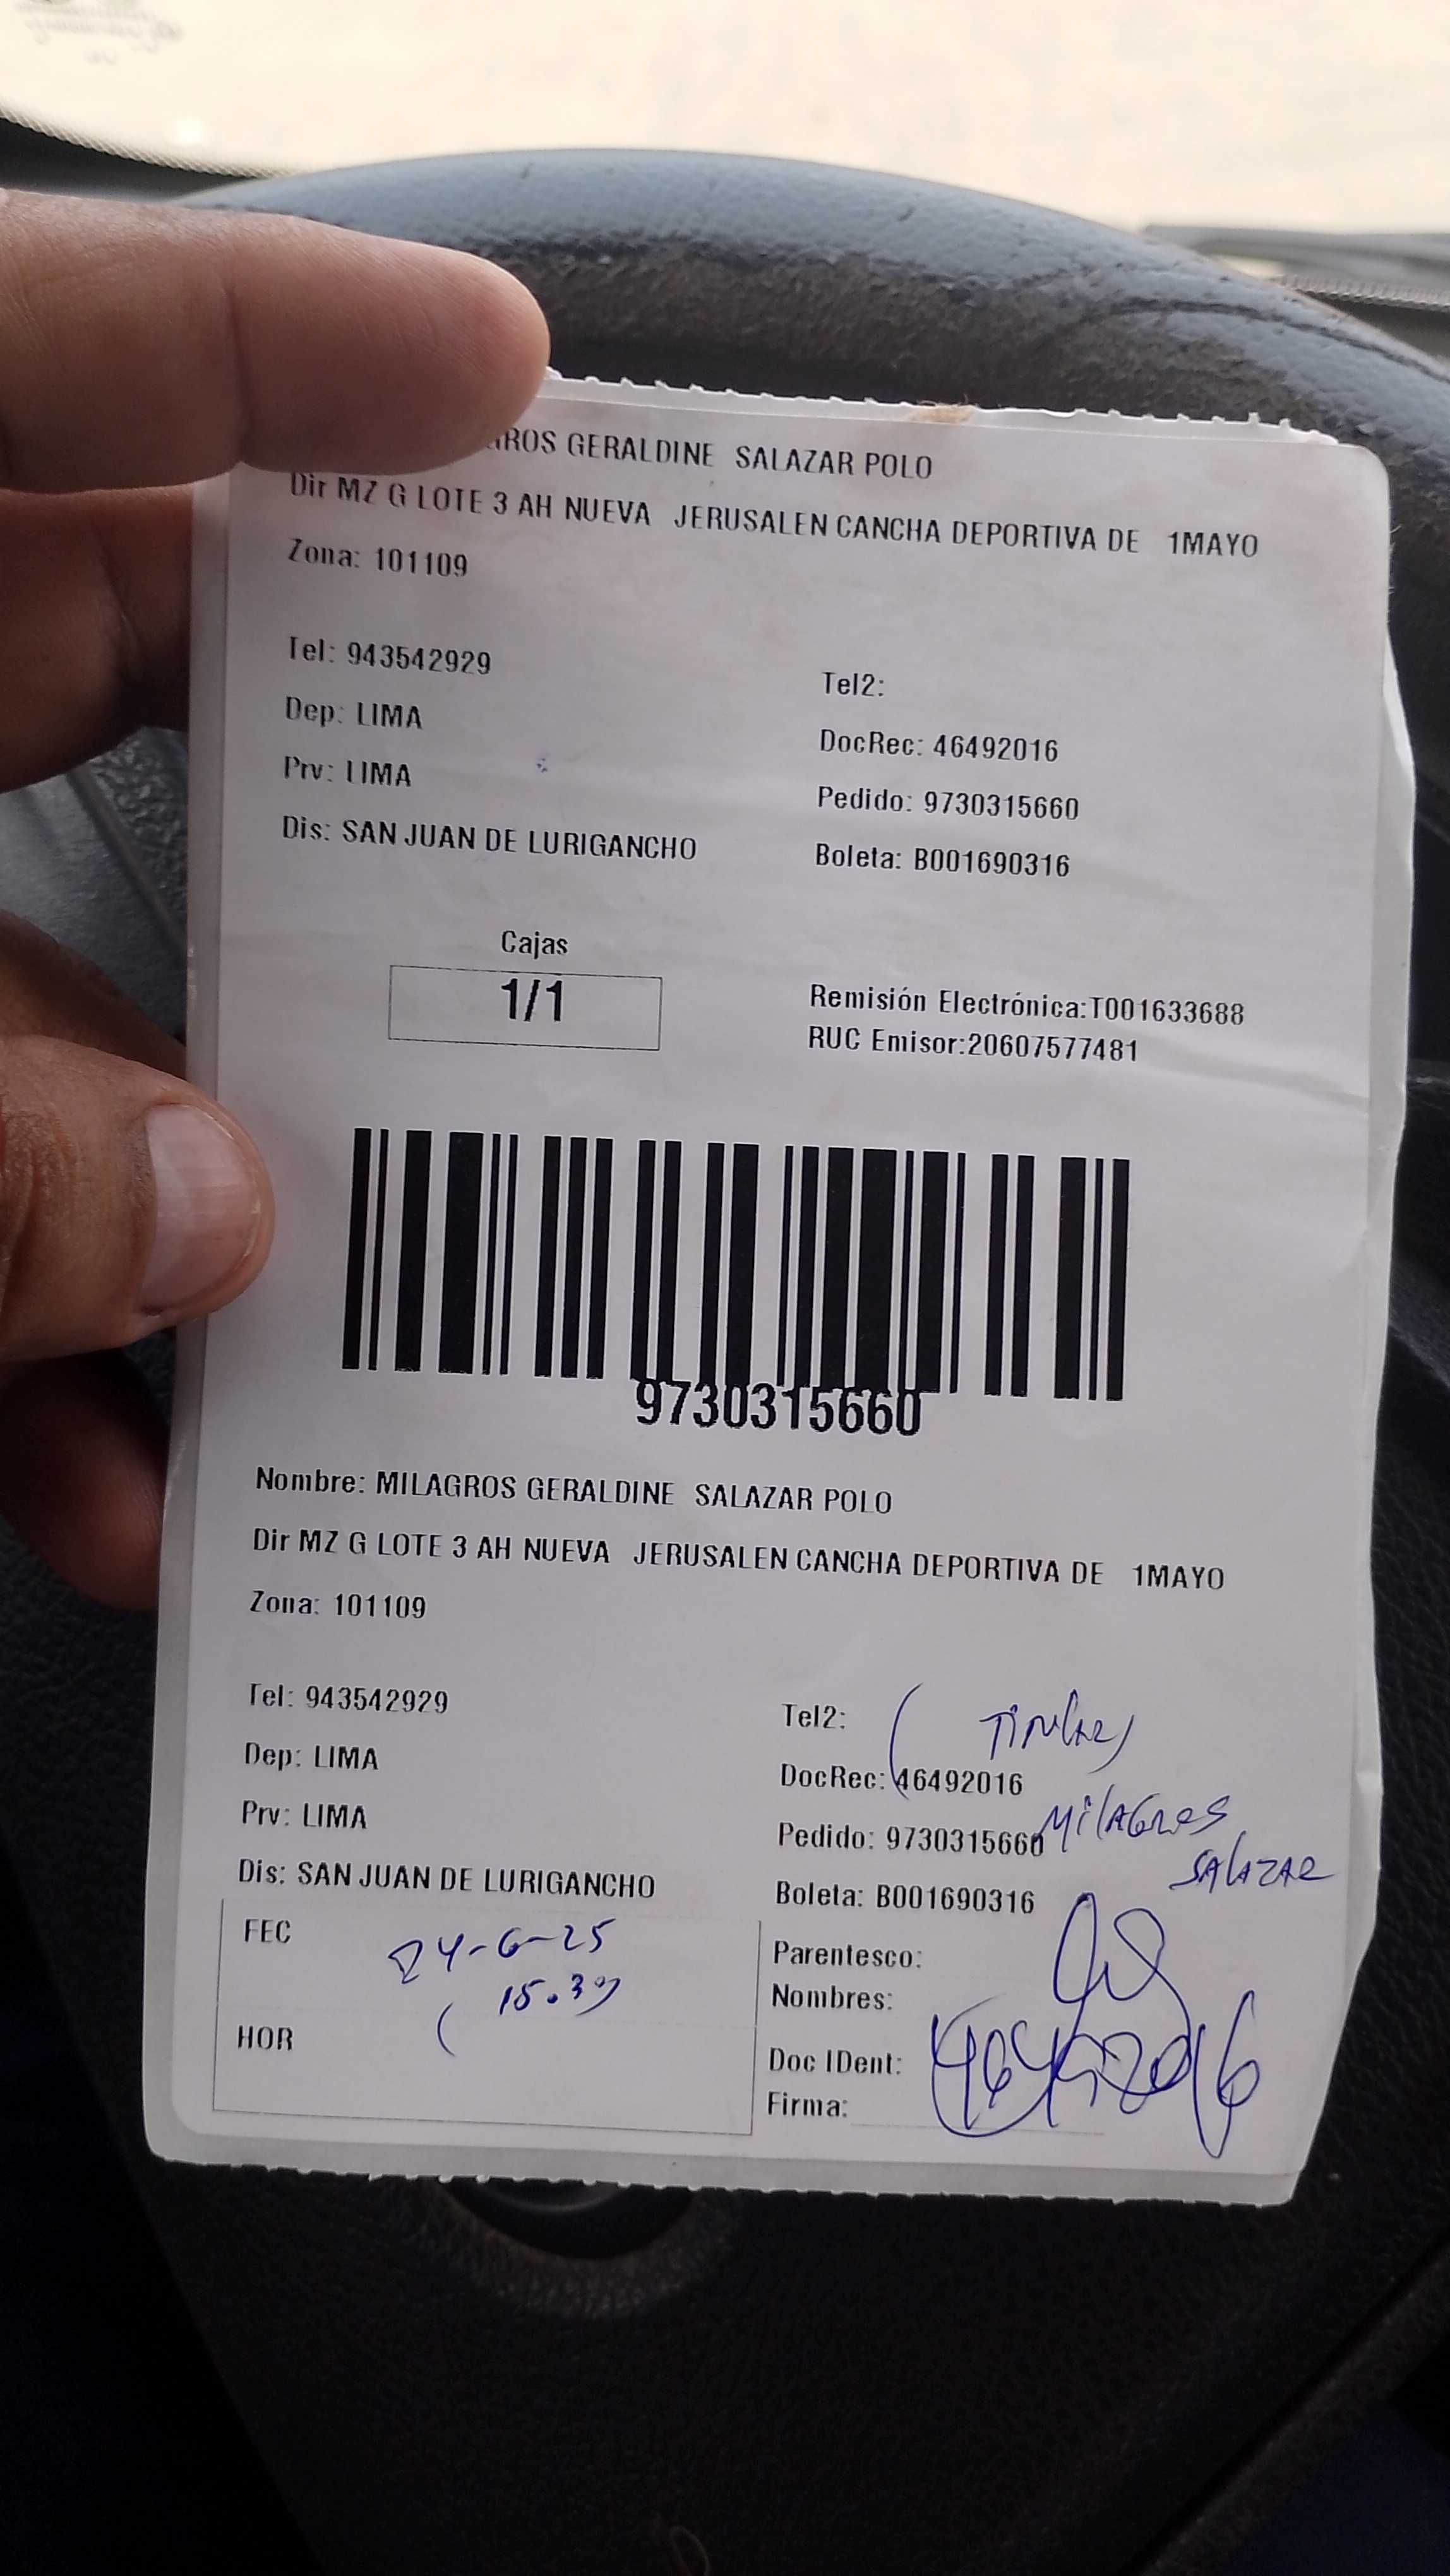 ROS GERALDINE SALAZAR POLO
Dir MZ G LOTE 3 AH NUEVA JERUSALEN CANCHA DEPORTIVA DE 1MAYO
Zona: 101109
Tel: 943542929
Tel2:
Dep: LIMA
DocRec: 46492016
Prv: LIMA
Pedido: 9730315660
Dis: SAN JUAN DE LURIGANCHO
Boleta: B001690316
Cajas
1/1
Remisión Electrónica:T001633688
RUC Emisor:20607577481
9730315660
Nombre: MILAGROS GERALDINE SALAZAR POLO
Dir MZ G LOTE 3 AH NUEVA JERUSALEN CANCHA DEPORTIVA DE 1MAYO
Zona: 101109
Tel: 943542929
Tel2: (Titular)
Dep: LIMA
DocRec: 46492016
Prv: LIMA
Pedido: 9730315660 Milagros
SALAZAR
Dis: SAN JUAN DE LURIGANCHO
Boleta: B001690316
FEC 24-6-25
15.39
HOR
Parentesco:
Nombres:
Doc IDent: 46492016
Firma: